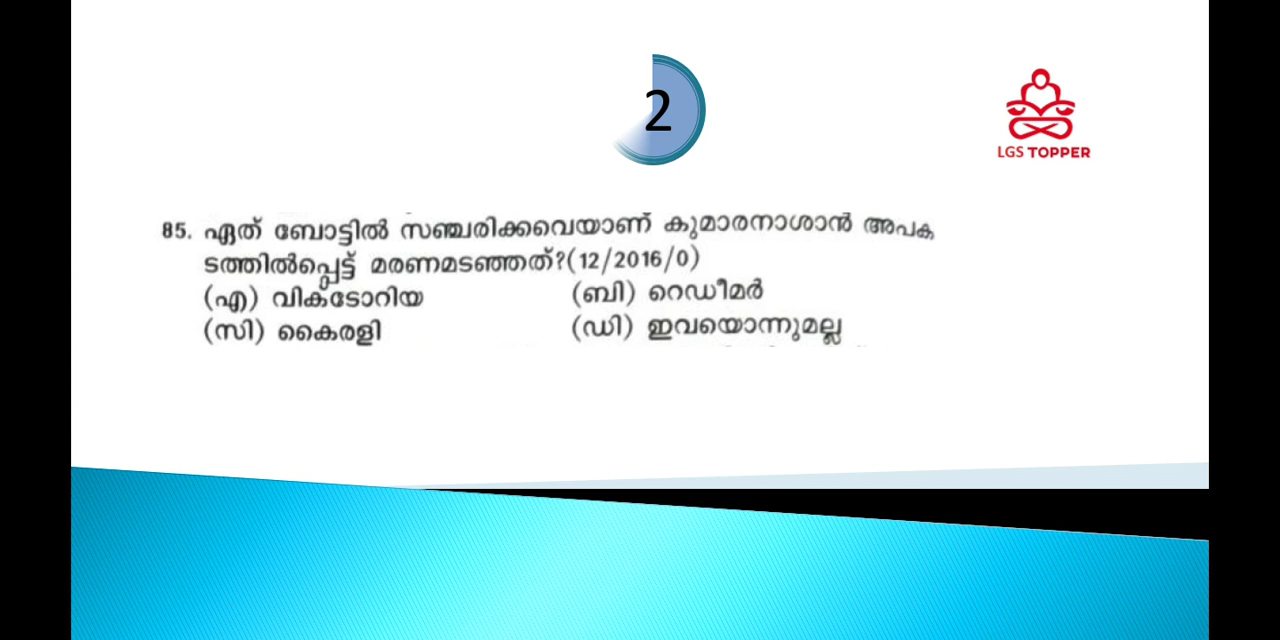 2
LGS TOPPER
85. ഏത് ബോട്ടിൽ സഞ്ചരിക്കവെയാണ് കുമാരനാശാൻ അപക
ടത്തിൽപ്പെട്ട് മരണമടഞ്ഞത്?(12/2016/0)
(എ) വിക്ടോറിയ (ബി) റെഡീമർ
(സി) കൈരളി (ഡി) ഇവയൊന്നുമല്ല